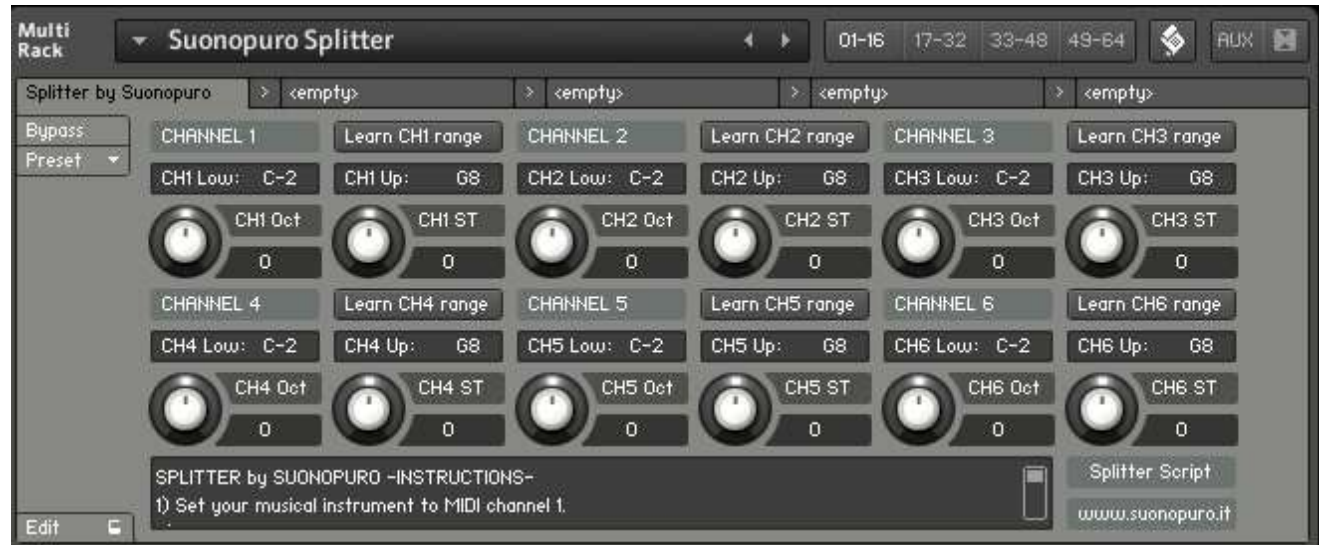 Multi Rack Suonopuro Splitter 01-16 17-32 33-48 49-64 AUX
Splitter by Suonopuro > <empty> > <empty> > <empty> > <empty>
Bypass
Preset
CHANNEL 1 Learn CH1 range CHANNEL 2 Learn CH2 range CHANNEL 3 Learn CH3 range
CH1 Low: C-2 CH1 Up: G8 CH2 Low: C-2 CH2 Up: G8 CH3 Low: C-2 CH3 Up: G8
CH1 Oct CH1 ST CH2 Oct CH2 ST CH3 Oct CH3 ST
0 0 0 0 0 0
CHANNEL 4 Learn CH4 range CHANNEL 5 Learn CH5 range CHANNEL 6 Learn CH6 range
CH4 Low: C-2 CH4 Up: G8 CH5 Low: C-2 CH5 Up: G8 CH6 Low: C-2 CH6 Up: G8
CH4 Oct CH4 ST CH5 Oct CH5 ST CH6 Oct CH6 ST
0 0 0 0 0 0
SPLITTER by SUONOPURO -INSTRUCTIONS-
1) Set your musical instrument to MIDI channel 1.
Splitter Script
www.suonopuro.it
Edit